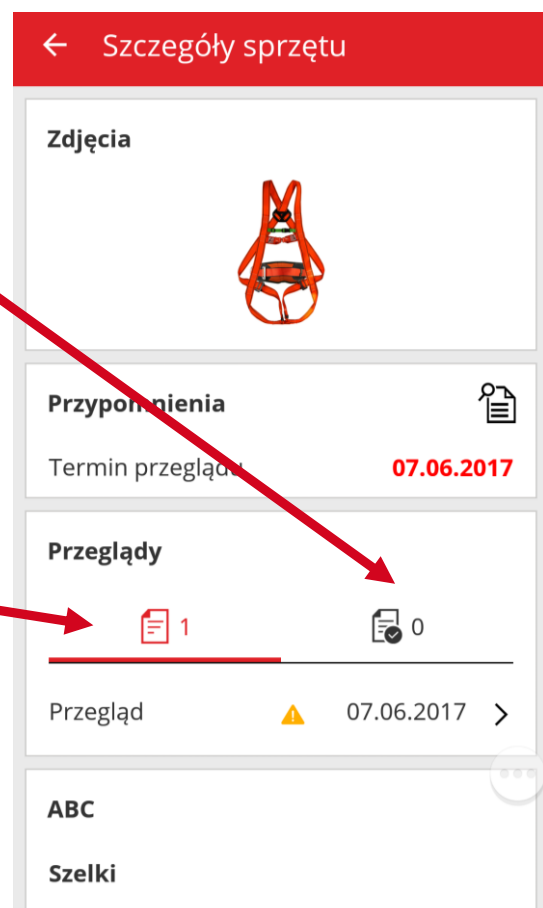 Szczegóły sprzętu
Zdjęcia
Przypomnienia
Termin przeglądu 07.06.2017
Przeglądy
1 0
Przegląd 07.06.2017
ABC
Szelki